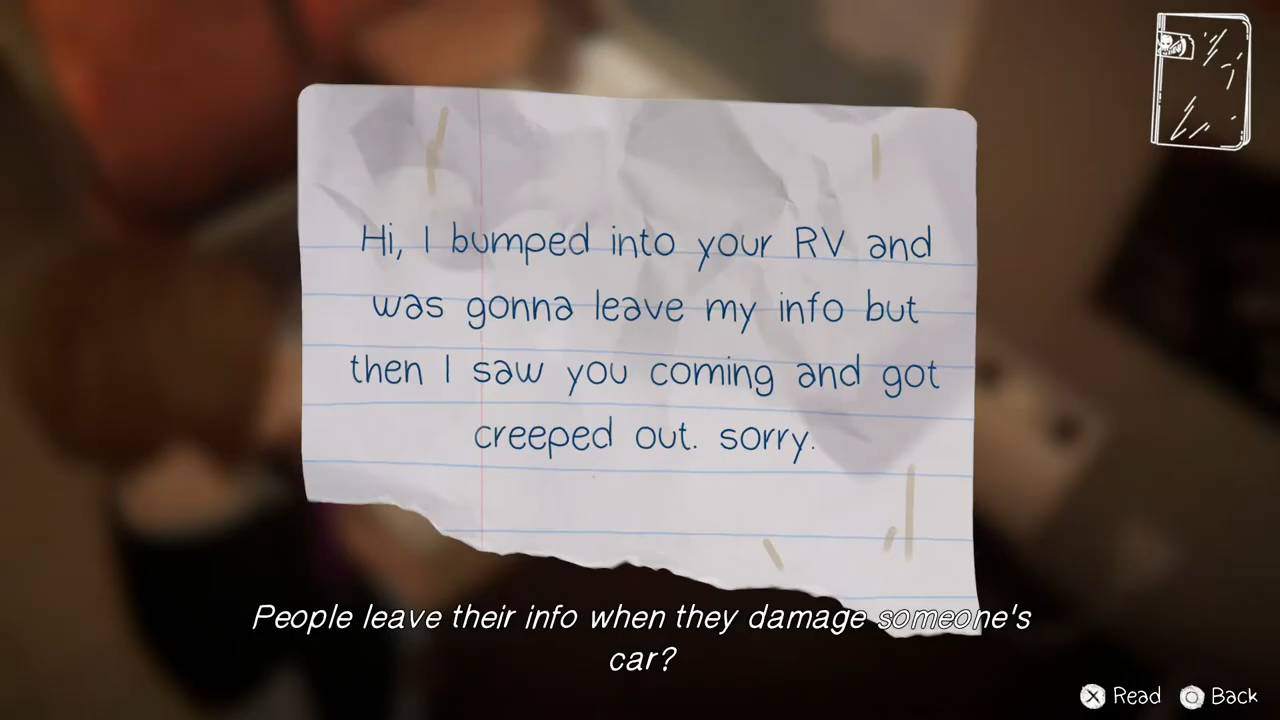 Hi, I bumped into your RV and
was gonna leave my info but
then I saw you coming and got
creeped out. sorry.
People leave their info when they damage someone's
car?
Read
Back